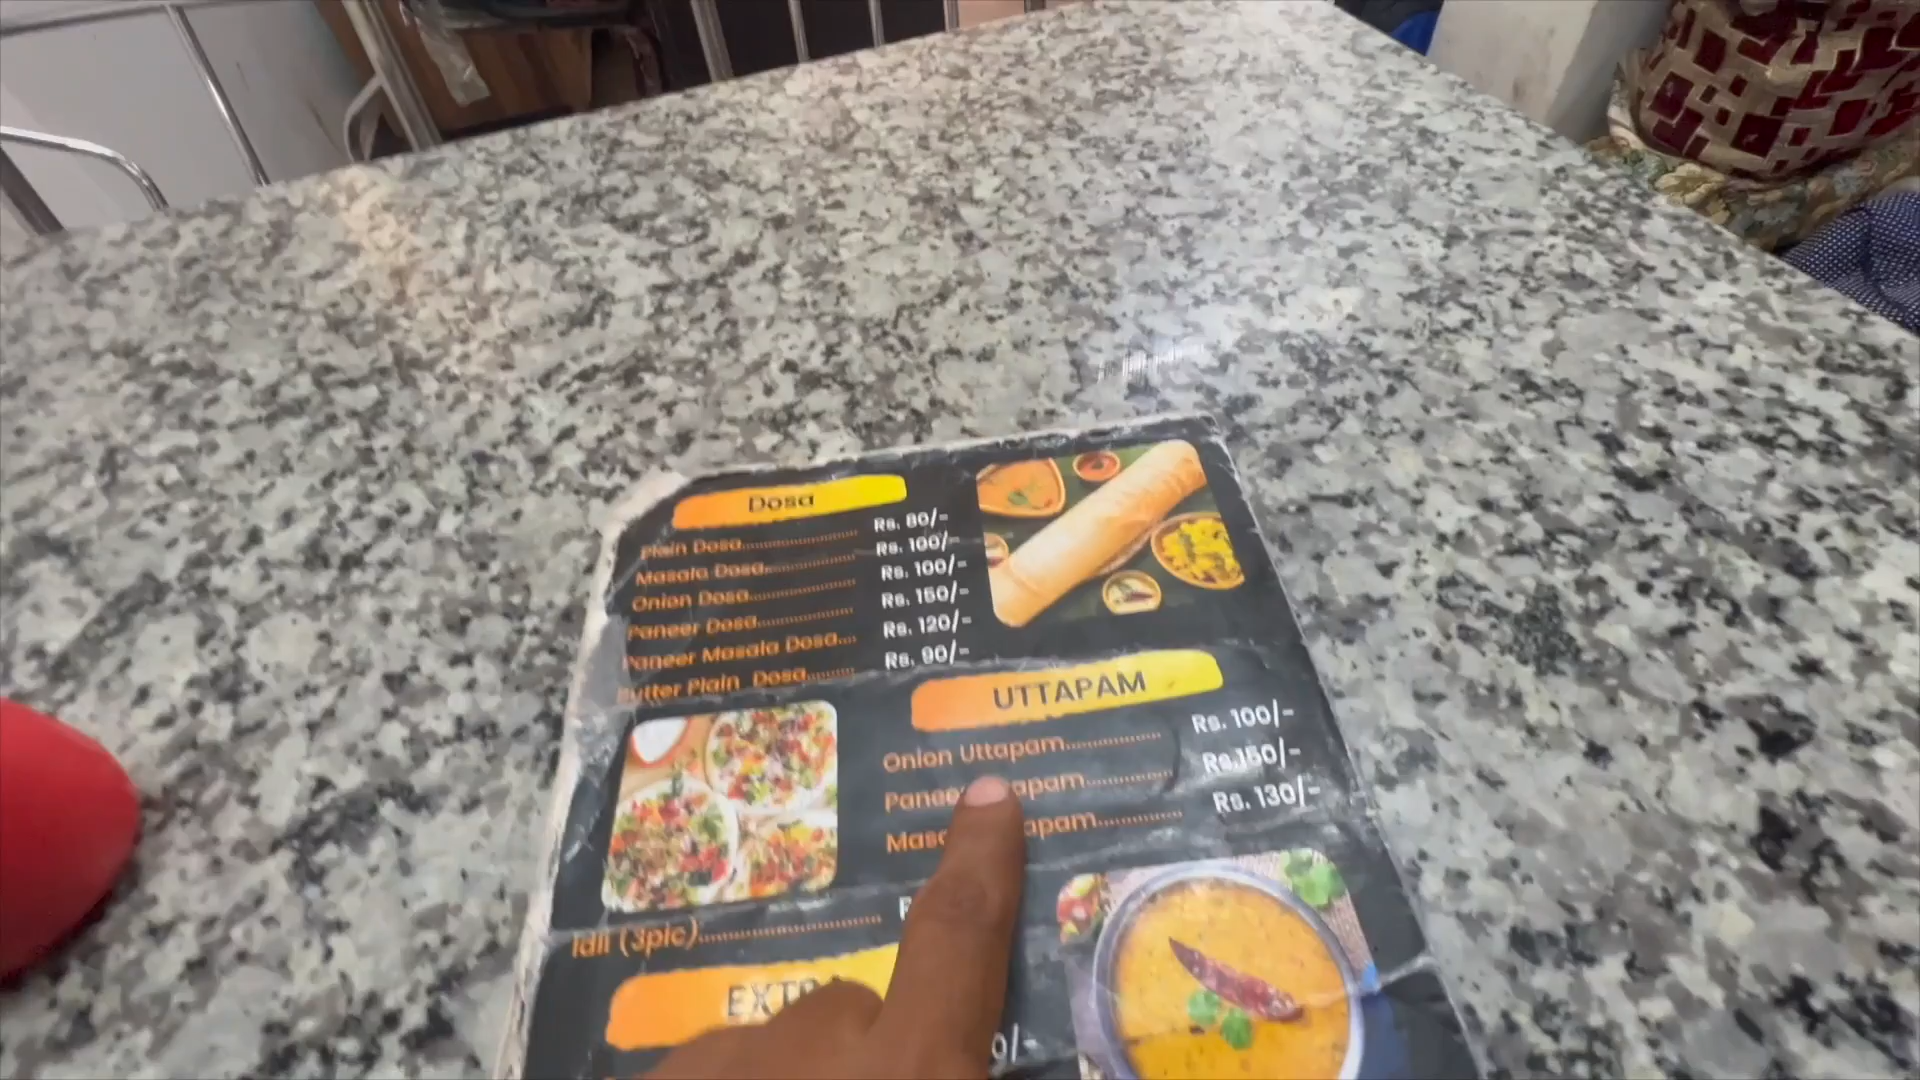 Dosa
Plain Dosa........................ Rs. 80/-
Masala Dosa...................... Rs. 100/-
Onion Dosa........................ Rs. 100/-
Paneer Dosa...................... Rs. 150/-
Paneer Masala Dosa.... Rs. 120/-
Butter Plain Dosa.......... Rs. 90/-
UTTAPAM
Onion Uttapam................. Rs. 100/-
Rs.150/-
Rs. 130/-
Idli (3pic)..............................